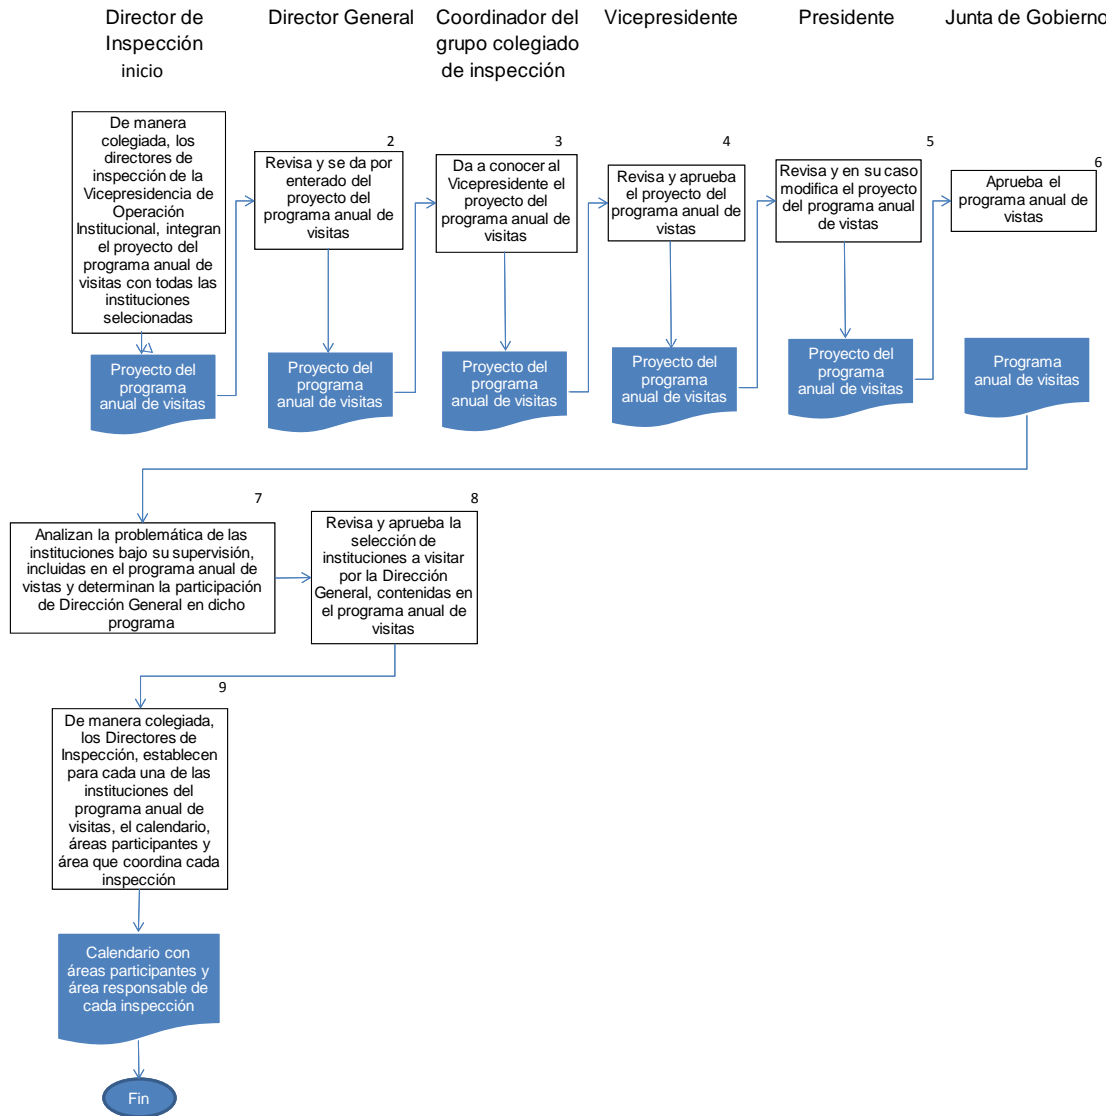 Director de
Inspección
inicio
Director General
Coordinador del
grupo colegiado
de inspección
Vicepresidente
Presidente
Junta de Gobierno
De manera
colegiada, los
directores de
inspección de la
Vicepresidencia de
Operación
Institucional, integran
el proyecto del
programa anual de
visitas con todas las
instituciones
selecionadas
2
Revisa y se da por
enterado del
proyecto del
programa anual de
visitas
3
Da a conocer al
Vicepresidente el
proyecto del
programa anual de
visitas
4
Revisa y aprueba
el proyecto del
programa anual de
vistas
5
Revisa y en su caso
modifica el proyecto
del programa anual
de vistas
6
Aprueba el
programa anual de
vistas
Proyecto del
programa
anual de visitas
Proyecto del
programa
anual de visitas
Proyecto del
programa
anual de visitas
Proyecto del
programa
anual de visitas
Proyecto del
programa
anual de visitas
Programa
anual de visitas
7
Analizan la problemática de las
instituciones bajo su supervisión,
incluidas en el programa anual de
vistas y determinan la participación
de Dirección General en dicho
programa
8
Revisa y aprueba la
selección de
instituciones a visitar
por la Dirección
General, contenidas en
el programa anual de
visitas
9
De manera colegiada,
los Directores de
Inspección, establecen
para cada una de las
instituciones del
programa anual de
visitas, el calendario,
áreas participantes y
área que coordina cada
inspección
Calendario con
áreas participantes y
área responsable de
cada inspección
Fin